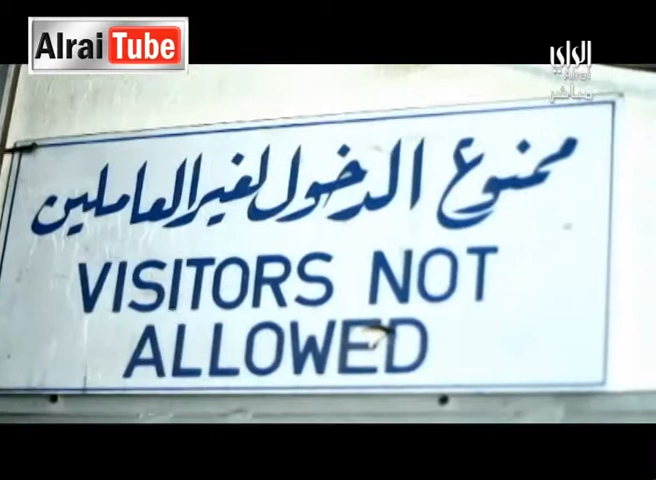 Alrai Tube
الراي
Alrai
مباشر
ممنوع الدخول لغير العاملين
VISITORS NOT
ALLOWED